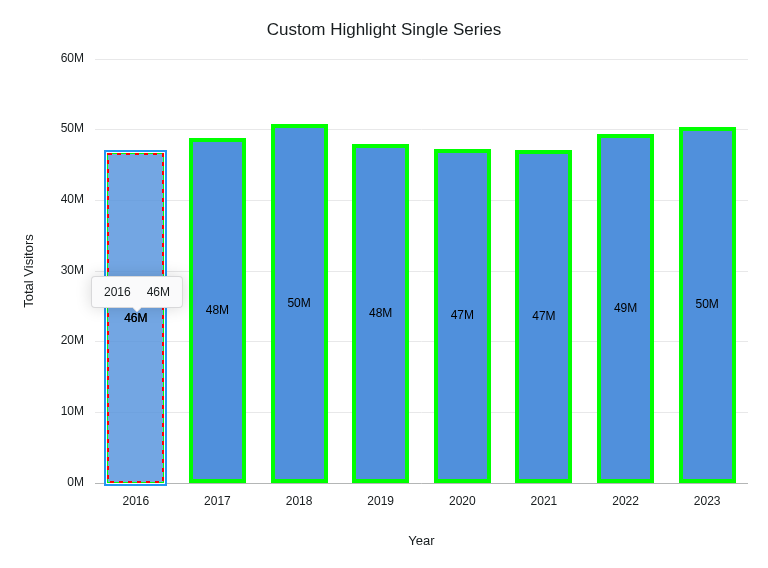 Custom Highlight Single Series
60M
50M
40M
30M
20M
10M
0M
Total Visitors
2016 46M
46M
48M
50M
48M
47M
47M
49M
50M
2016 2017 2018 2019 2020 2021 2022 2023
Year